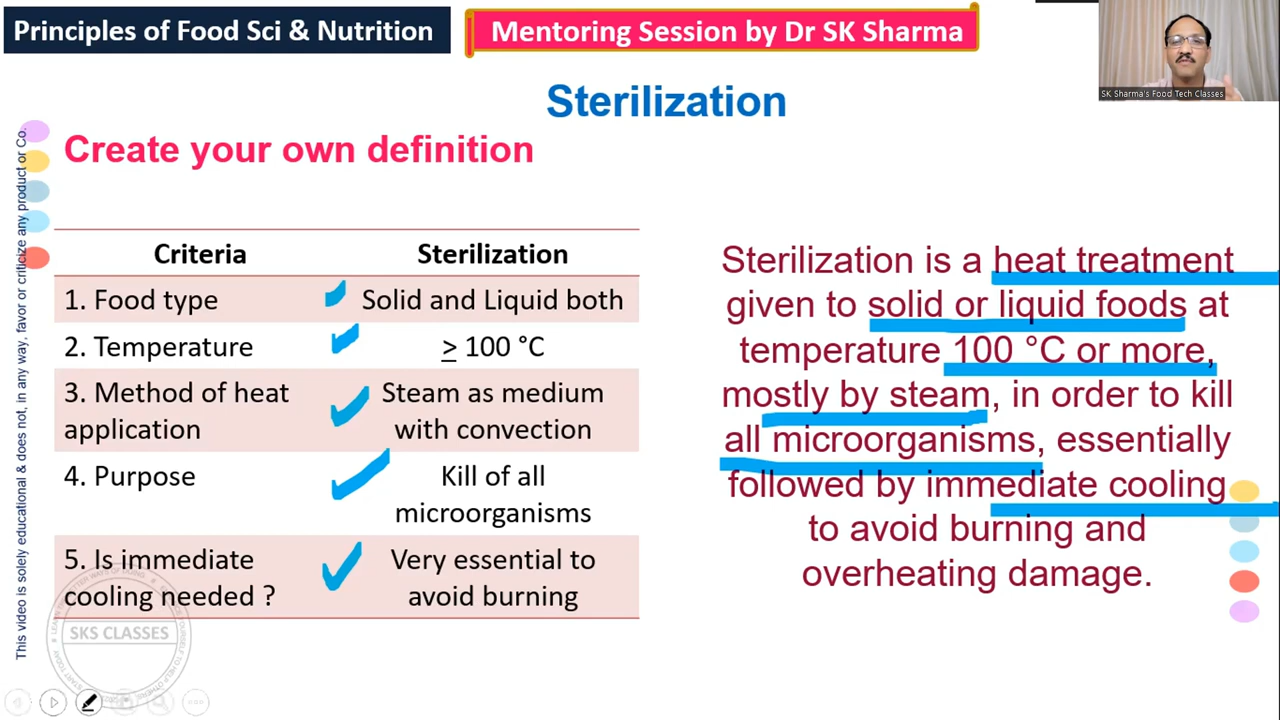 Principles of Food Sci & Nutrition
Mentoring Session by Dr SK Sharma
SK Sharma's Food Tech Classes
Sterilization
Create your own definition
This video is solely educational & does not, in any way, favor or criticize any product or Co.
Criteria Sterilization
1. Food type Solid and Liquid both
2. Temperature ≥ 100 °C
3. Method of heat Steam as medium
application with convection
4. Purpose Kill of all
microorganisms
5. Is immediate Very essential to
cooling needed ? avoid burning
Sterilization is a heat treatment
given to solid or liquid foods at
temperature 100 °C or more,
mostly by steam, in order to kill
all microorganisms, essentially
followed by immediate cooling
to avoid burning and
overheating damage.
SKS CLASSES